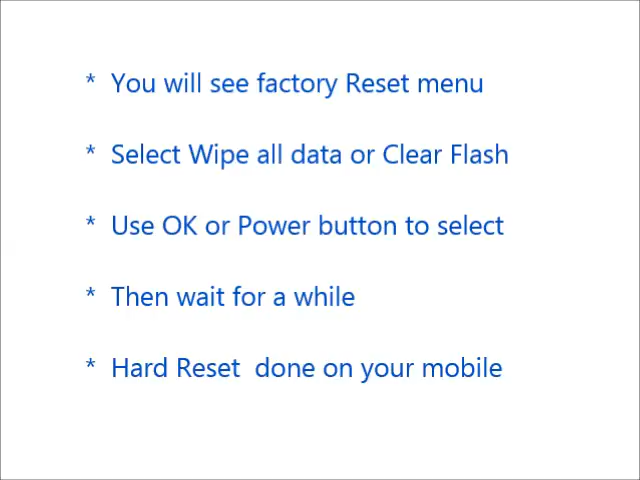 * You will see factory Reset menu
* Select Wipe all data or Clear Flash
* Use OK or Power button to select
* Then wait for a while
* Hard Reset  done on your mobile